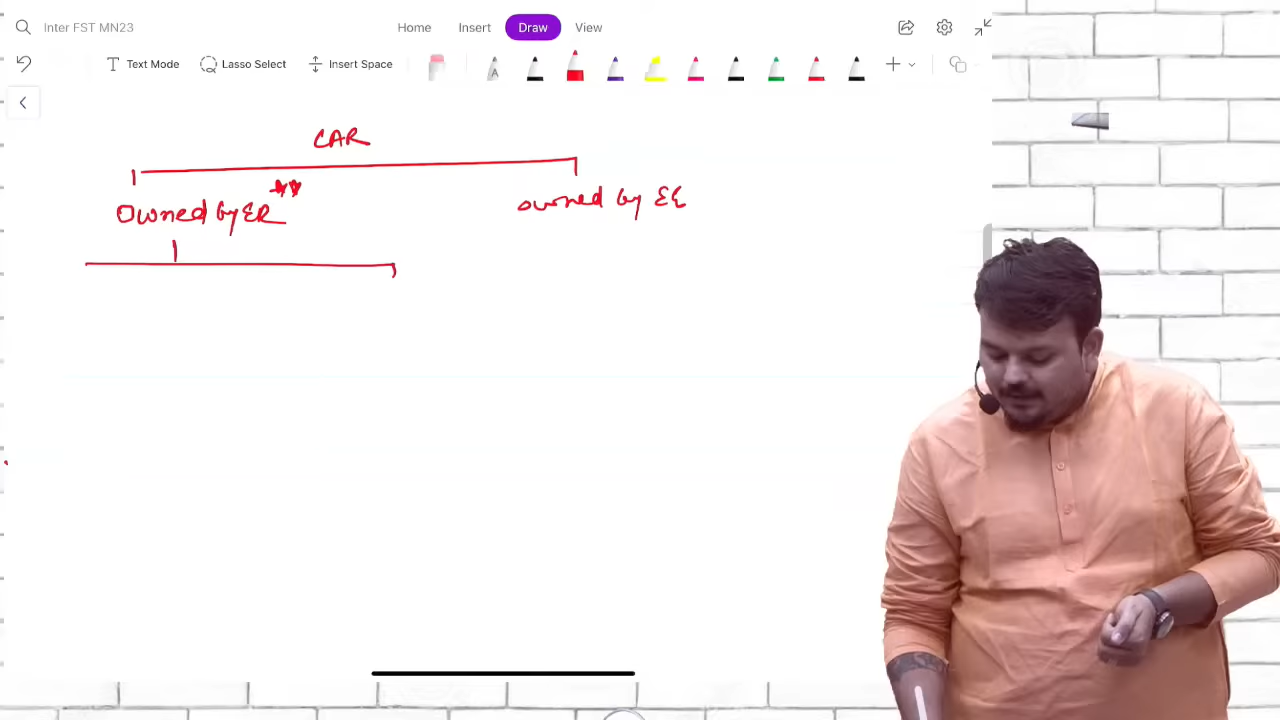 Inter FST MN23
Home Insert Draw View
Text Mode Lasso Select Insert Space
A
CAR
Owned by ER **
owned by EE